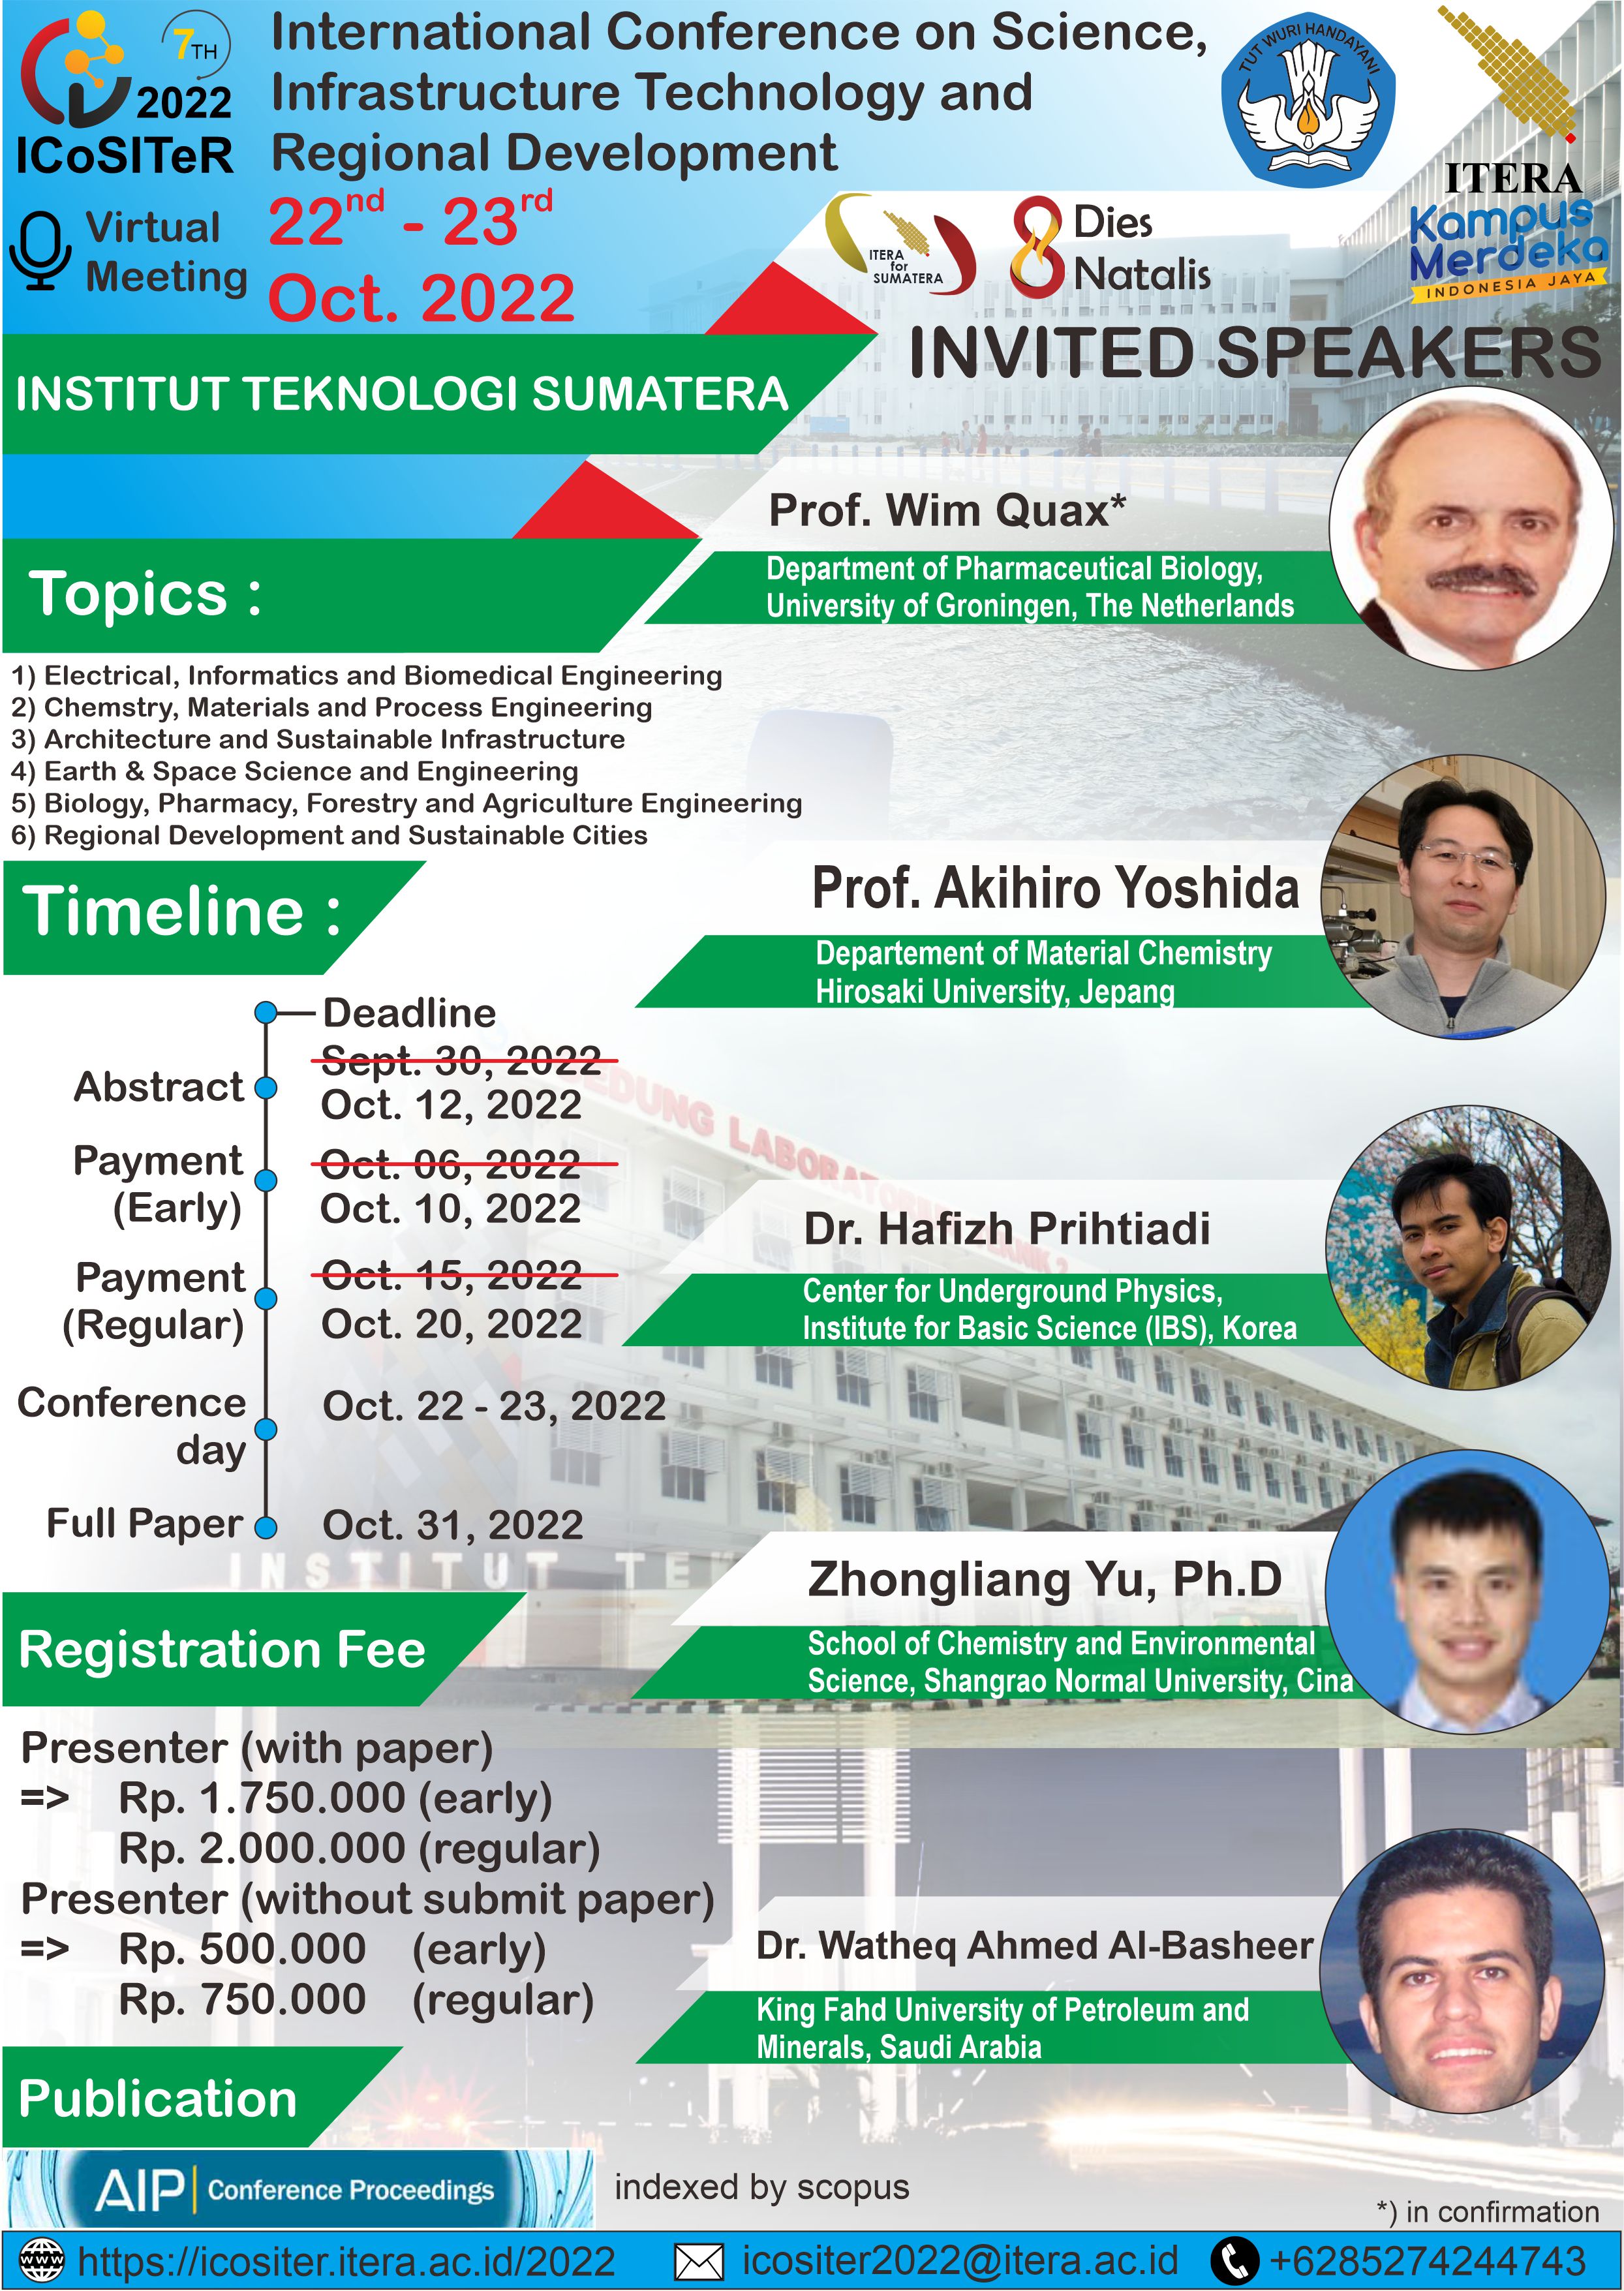 7TH
2022
ICoSITeR
International Conference on Science,
Infrastructure Technology and
Regional Development
Virtual
Meeting
22nd - 23rd
Oct. 2022
TUT WURI HANDAYANI
ITERA
Kampus
Merdeka
INDONESIA JAYA
ITERA
for
SUMATERA
8 Dies
Natalis
INSTITUT TEKNOLOGI SUMATERA
INVITED SPEAKERS
Prof. Wim Quax*
Department of Pharmaceutical Biology,
University of Groningen, The Netherlands
Topics :
1) Electrical, Informatics and Biomedical Engineering
2) Chemstry, Materials and Process Engineering
3) Architecture and Sustainable Infrastructure
4) Earth & Space Science and Engineering
5) Biology, Pharmacy, Forestry and Agriculture Engineering
6) Regional Development and Sustainable Cities
Prof. Akihiro Yoshida
Departement of Material Chemistry
Hirosaki University, Jepang
Timeline :
Deadline
Abstract
Sept. 30, 2022
Oct. 12, 2022
Payment
(Early)
Oct. 06, 2022
Oct. 10, 2022
Payment
(Regular)
Oct. 15, 2022
Oct. 20, 2022
Conference
day
Oct. 22 - 23, 2022
Full Paper
Oct. 31, 2022
Dr. Hafizh Prihtiadi
Center for Underground Physics,
Institute for Basic Science (IBS), Korea
INSTITUT TE
Zhongliang Yu, Ph.D
School of Chemistry and Environmental
Science, Shangrao Normal University, Cina
Registration Fee
Presenter (with paper)
=> Rp. 1.750.000 (early)
Rp. 2.000.000 (regular)
Presenter (without submit paper)
=> Rp. 500.000 (early)
Rp. 750.000 (regular)
Dr. Watheq Ahmed Al-Basheer
King Fahd University of Petroleum and
Minerals, Saudi Arabia
Publication
AIP Conference Proceedings
indexed by scopus
*) in confirmation
www
https://icositer.itera.ac.id/2022
icositer2022@itera.ac.id
+6285274244743